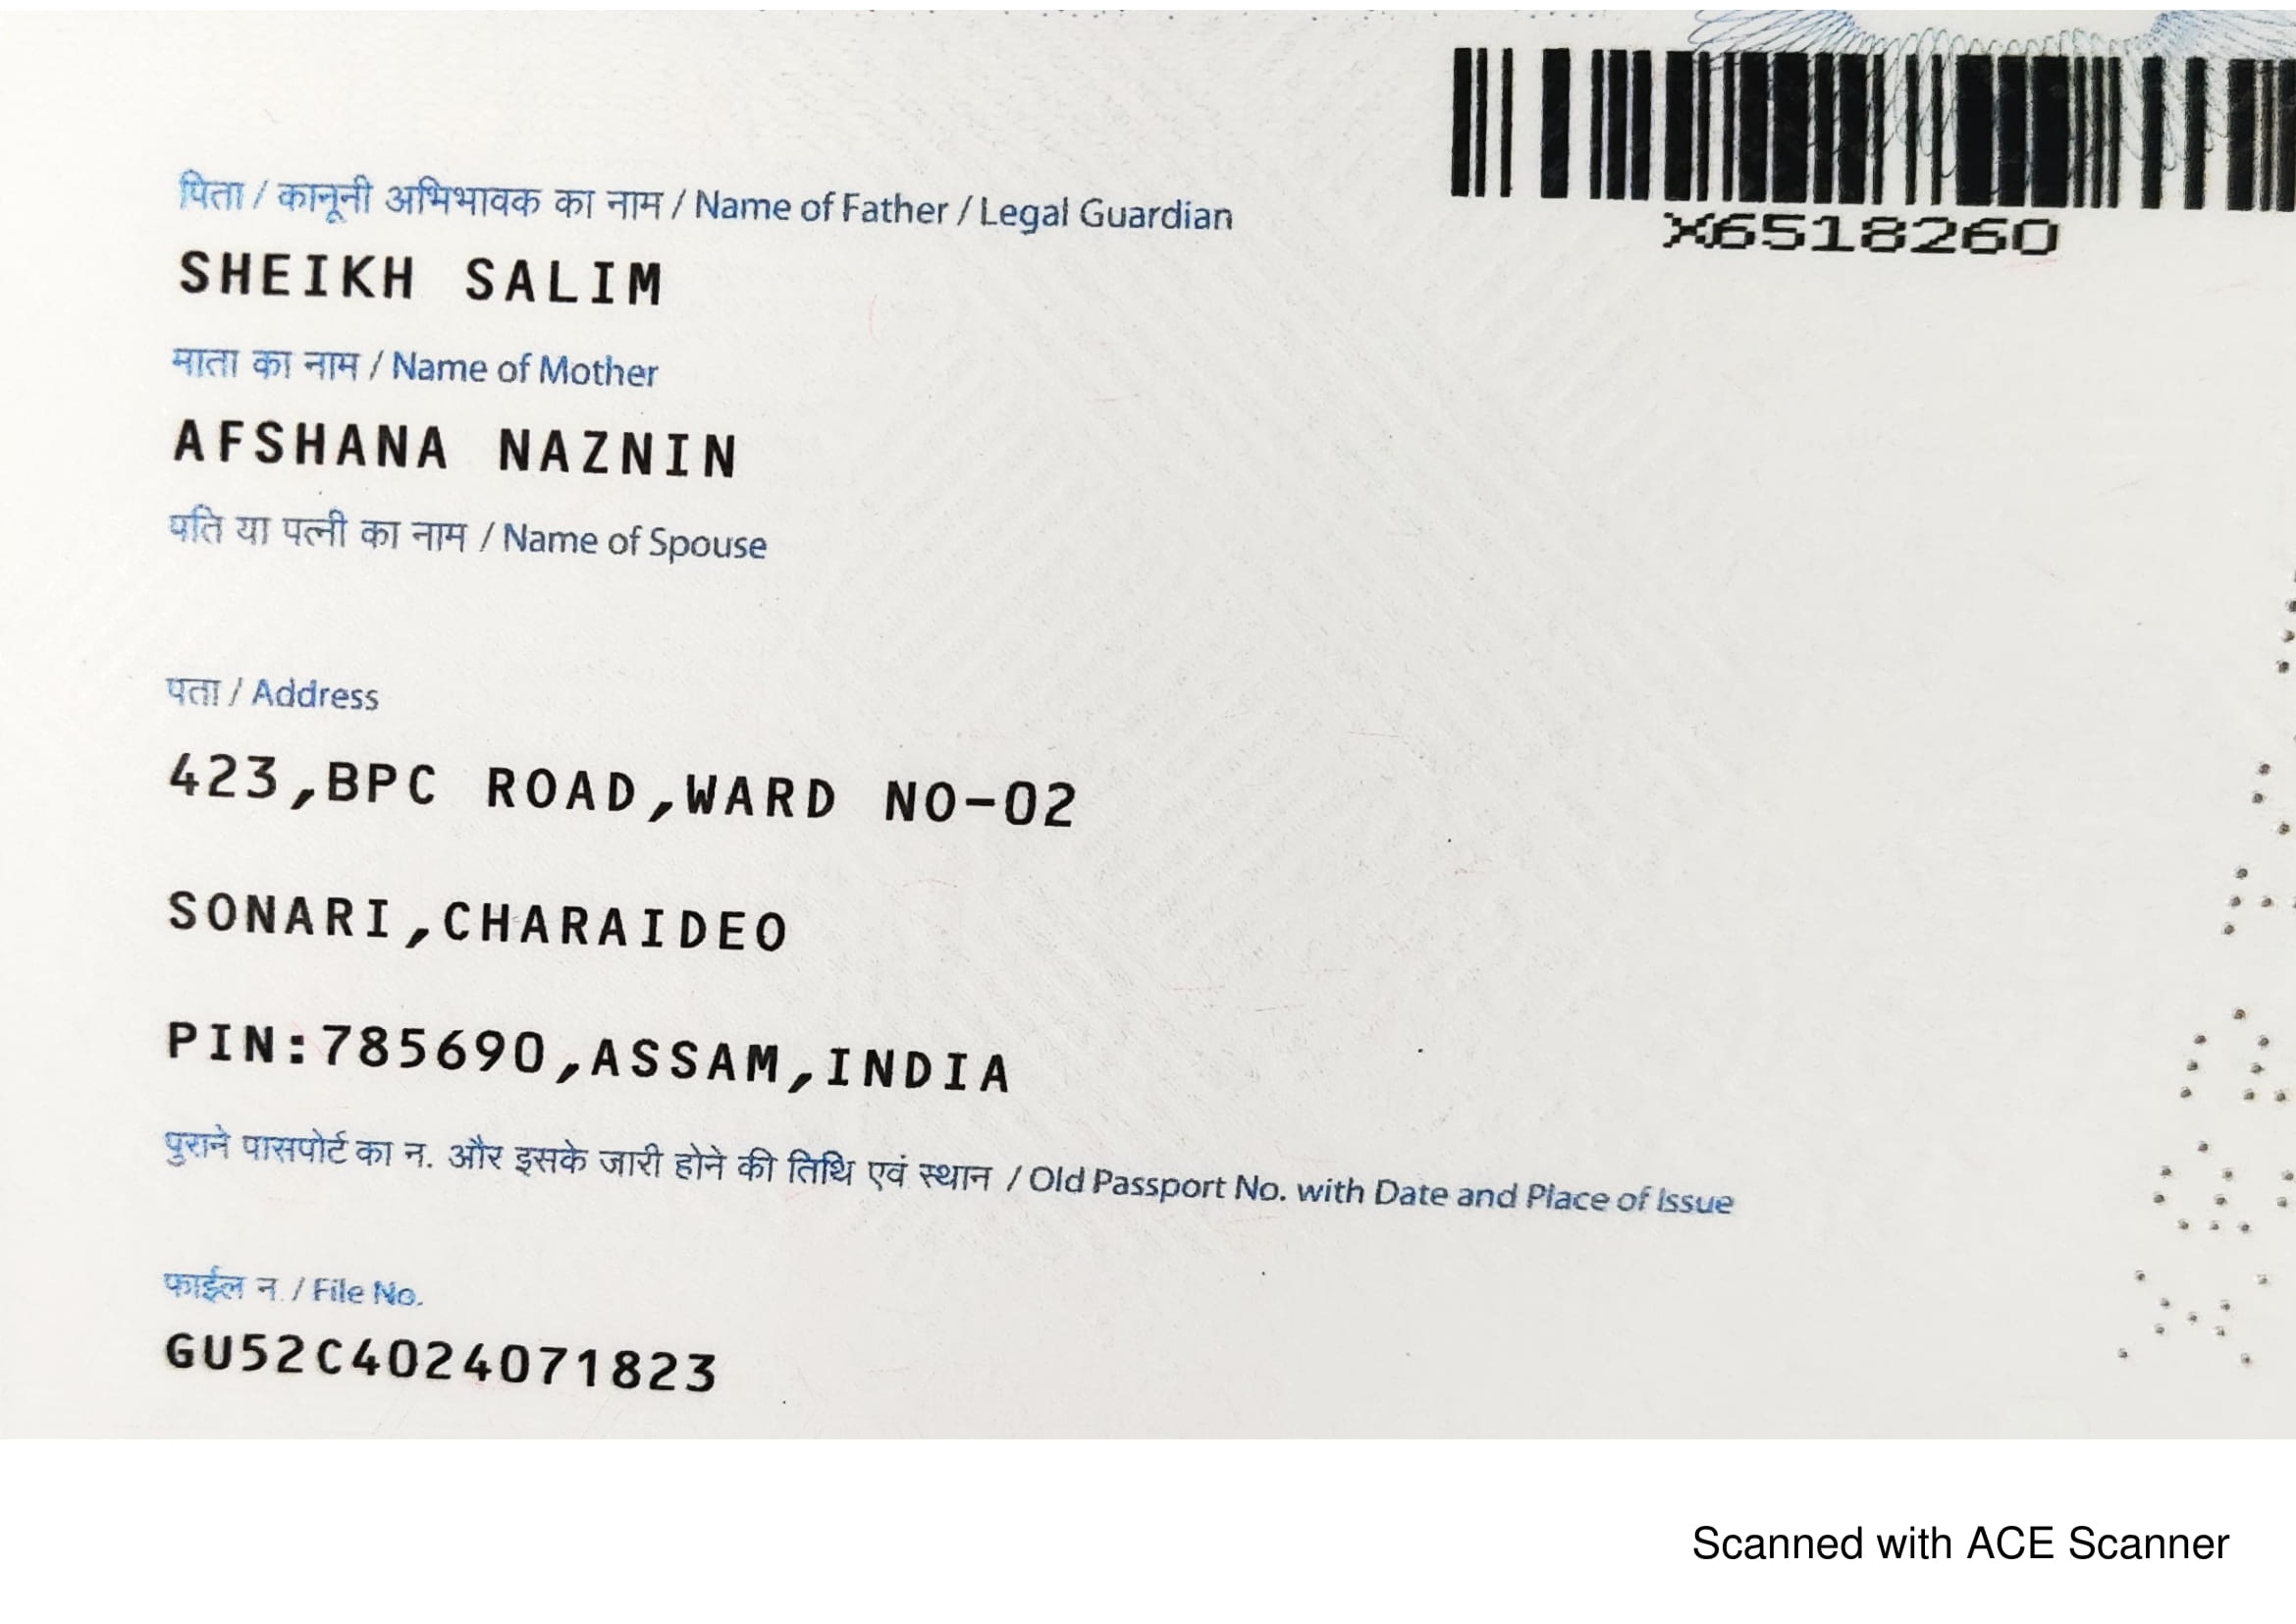 X6518260
पिता / कानूनी अभिभावक का नाम / Name of Father / Legal Guardian
SHEIKH SALIM
माता का नाम / Name of Mother
AFSHANA NAZNIN
पति या पत्नी का नाम / Name of Spouse
पता / Address
423,BPC ROAD,WARD NO-02
SONARI,CHARAIDEO
PIN:785690,ASSAM,INDIA
पुराने पासपोर्ट का न. और इसके जारी होने की तिथि एवं स्थान / Old Passport No. with Date and Place of Issue
फाईल न. / File No.
GU52C4024071823
Scanned with ACE Scanner